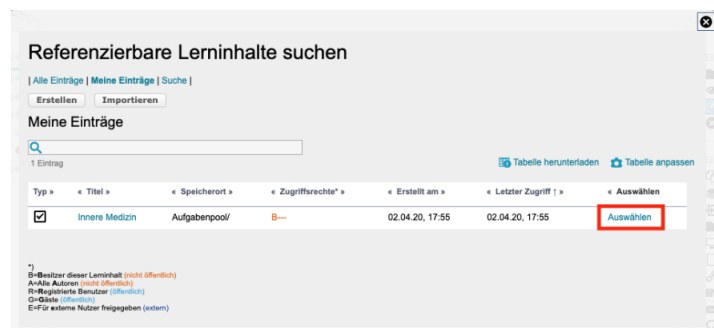 Referenzierbare Lerninhalte suchen
| Alle Einträge | Meine Einträge | Suche |
Erstellen Importieren
Meine Einträge
1 Eintrag
Tabelle herunterladen Tabelle anpassen
Typ » « Titel » « Speicherort » « Zugriffsrechte* » « Erstellt am » « Letzter Zugriff ↑ » « Auswählen
Innere Medizin Aufgabenpool/ B--- 02.04.20, 17:55 02.04.20, 17:55 Auswählen
*)
B=Besitzer dieser Lerninhalt (nicht öffentlich)
A=Alle Autoren (nicht öffentlich)
R=Registrierte Benutzer (öffentlich)
G=Gäste (öffentlich)
E=Für externe Nutzer freigegeben (extern)